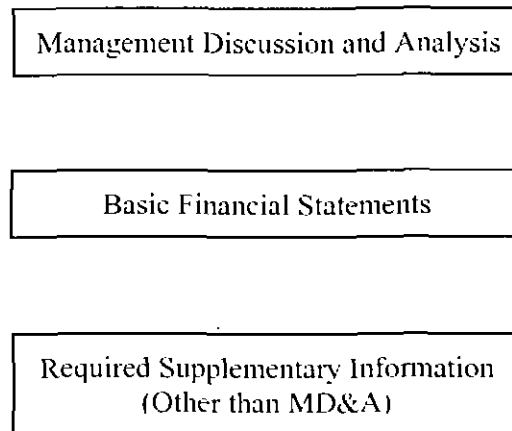 Management Discussion and Analysis
Basic Financial Statements
Required Supplementary Information
(Other than MD&A)